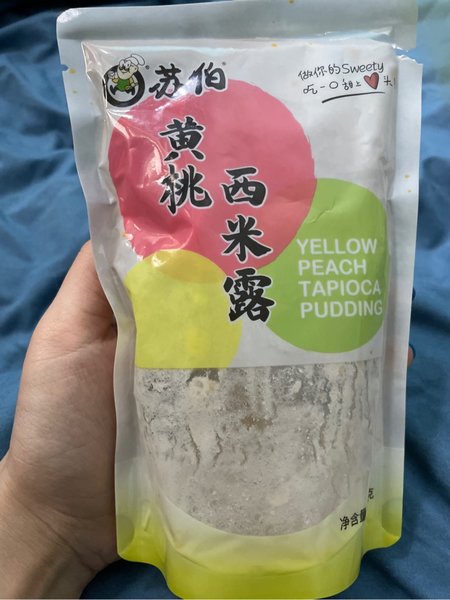 苏伯®
做你的Sweety
吃一口甜上❤头!
黄桃
西米露
YELLOW
PEACH
TAPIOCA
PUDDING
净含量
克